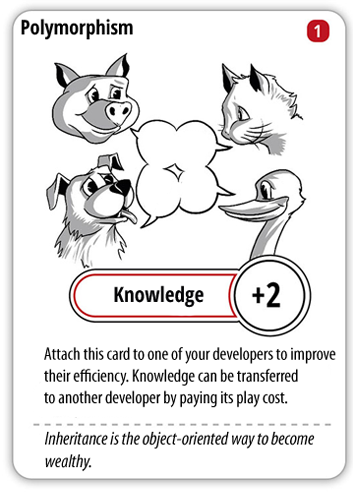 Polymorphism
1
Knowledge
+2
Attach this card to one of your developers to improve
their efficiency. Knowledge can be transferred
to another developer by paying its play cost.
Inheritance is the object-oriented way to become
wealthy.